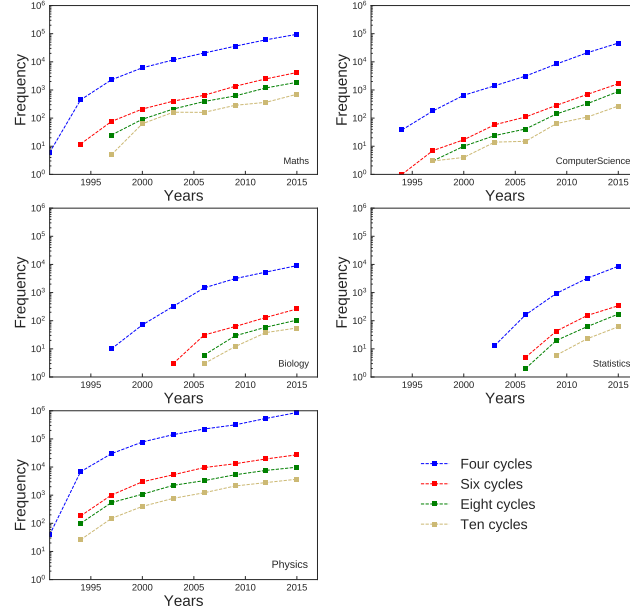 10⁶
10⁵
10⁴
10³
10²
10¹
10⁰
Frequency
Maths
1995 2000 2005 2010 2015
Years
10⁶
10⁵
10⁴
10³
10²
10¹
10⁰
Frequency
ComputerScience
1995 2000 2005 2010 2015
Years
10⁶
10⁵
10⁴
10³
10²
10¹
10⁰
Frequency
Biology
1995 2000 2005 2010 2015
Years
10⁶
10⁵
10⁴
10³
10²
10¹
10⁰
Frequency
Statistics
1995 2000 2005 2010 2015
Years
10⁶
10⁵
10⁴
10³
10²
10¹
10⁰
Frequency
Physics
1995 2000 2005 2010 2015
Years
Four cycles
Six cycles
Eight cycles
Ten cycles